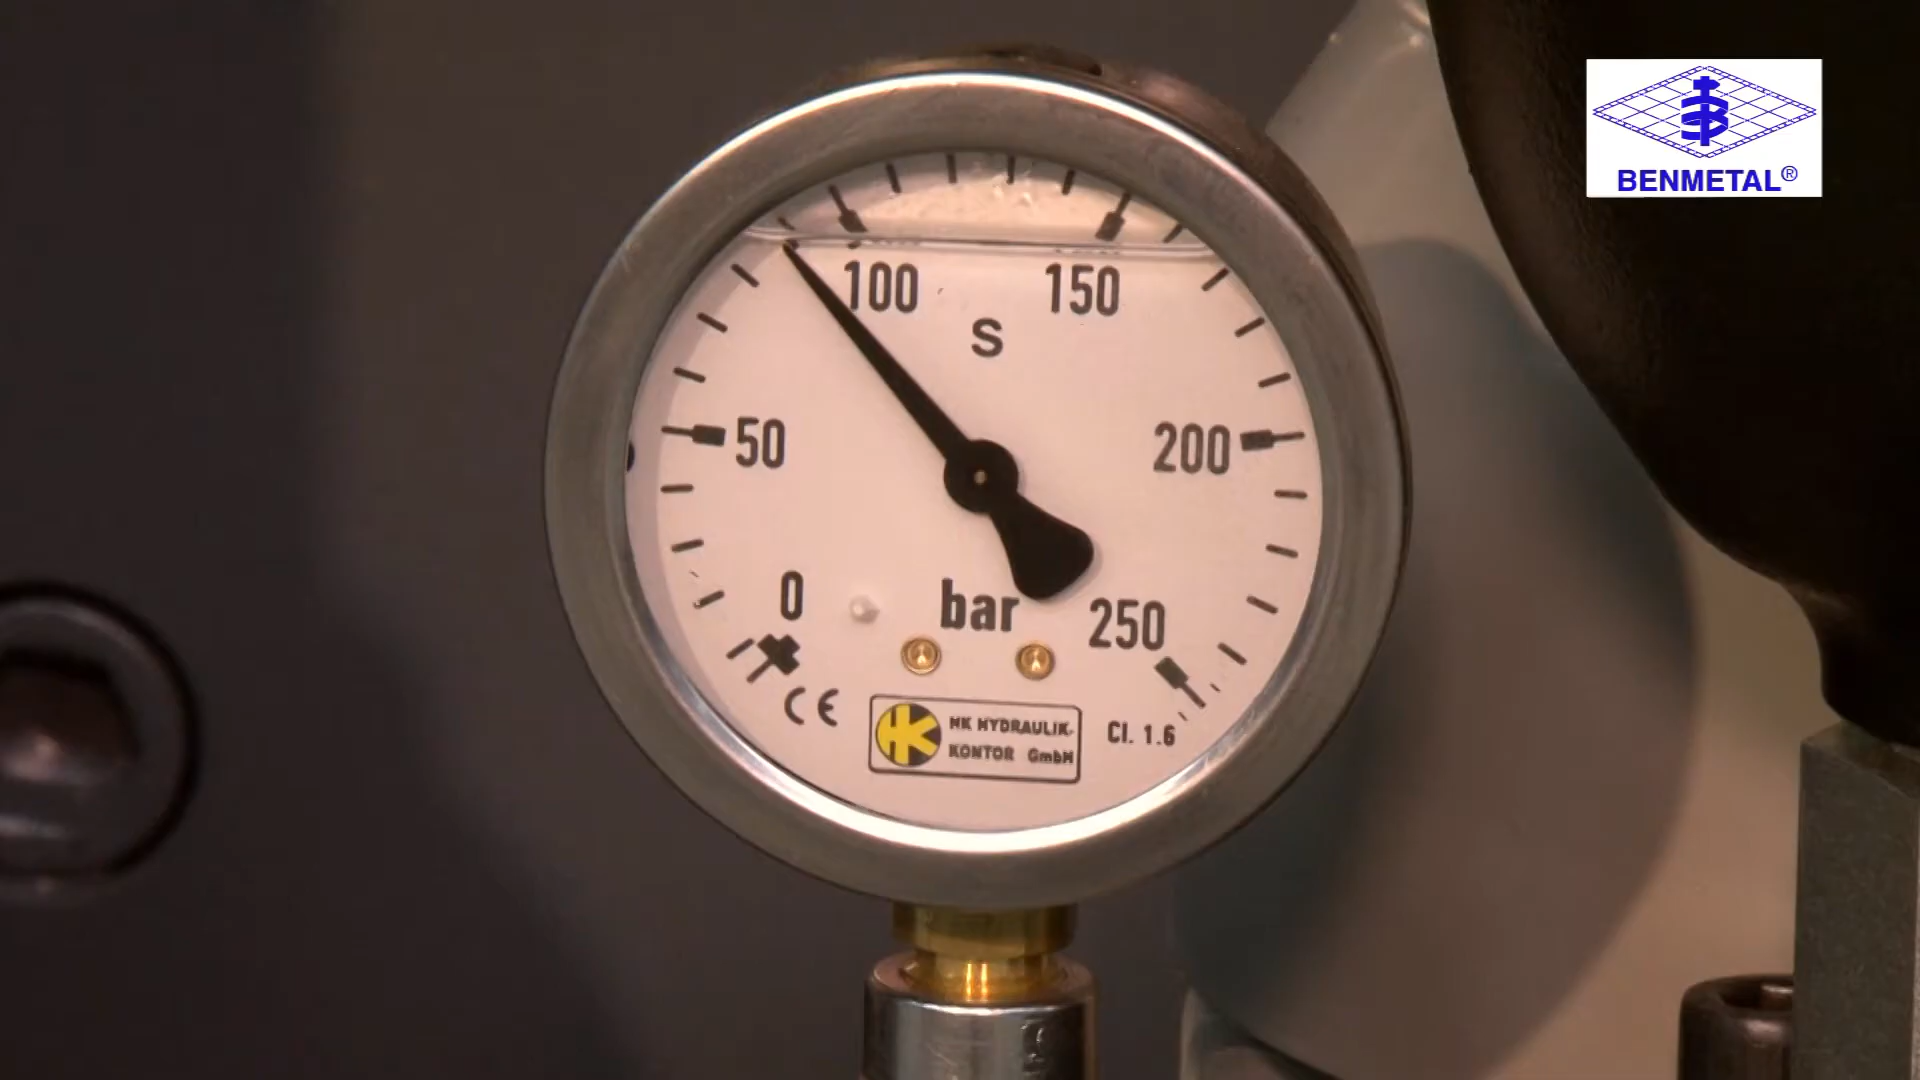 BENMETAL®
100 150
S
50 200
0 bar 250
CE
HK HYDRAULIK-
KONTOR GmbH
Cl. 1.6